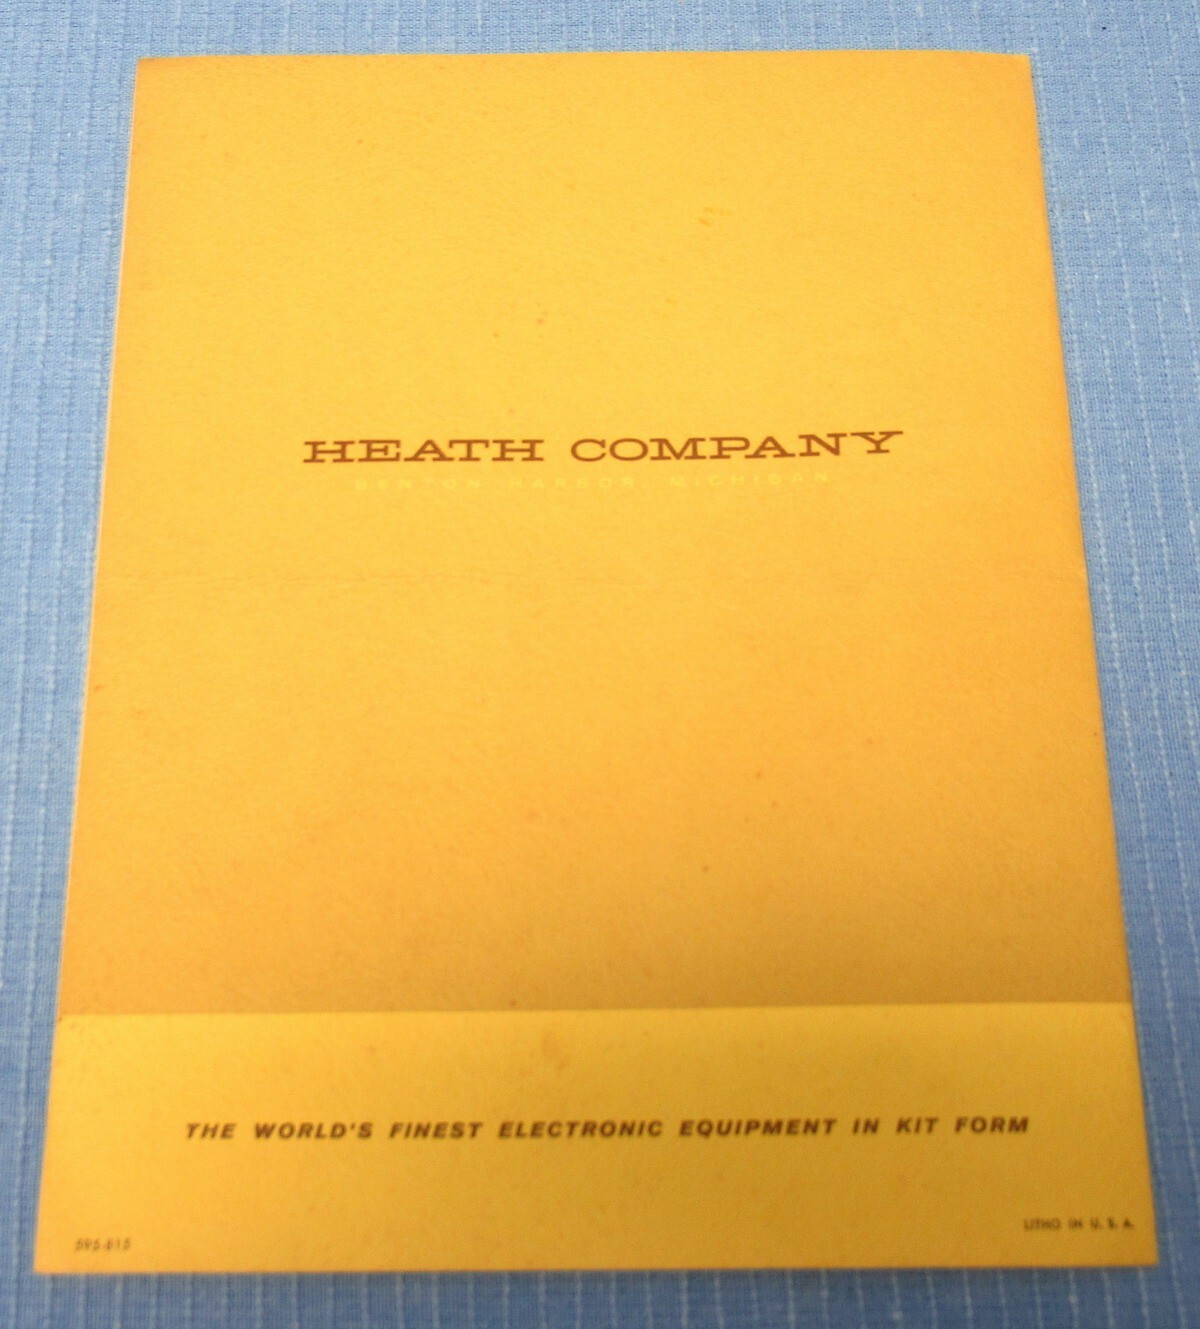 HEATH COMPANY
BENTON HARBOR, MICHIGAN
THE WORLD'S FINEST ELECTRONIC EQUIPMENT IN KIT FORM
LITHO IN U. S. A.
595-615